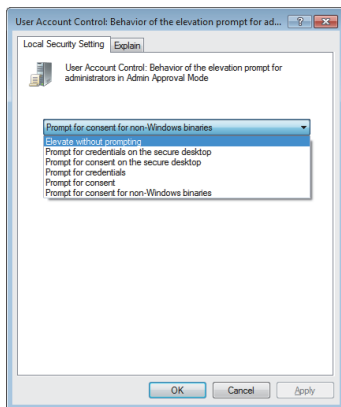 User Account Control: Behavior of the elevation prompt for ad...
Local Security Setting
Explain
User Account Control: Behavior of the elevation prompt for
administrators in Admin Approval Mode
Prompt for consent for non-Windows binaries
Elevate without prompting
Prompt for credentials on the secure desktop
Prompt for consent on the secure desktop
Prompt for credentials
Prompt for consent
Prompt for consent for non-Windows binaries
OK
Cancel
Apply